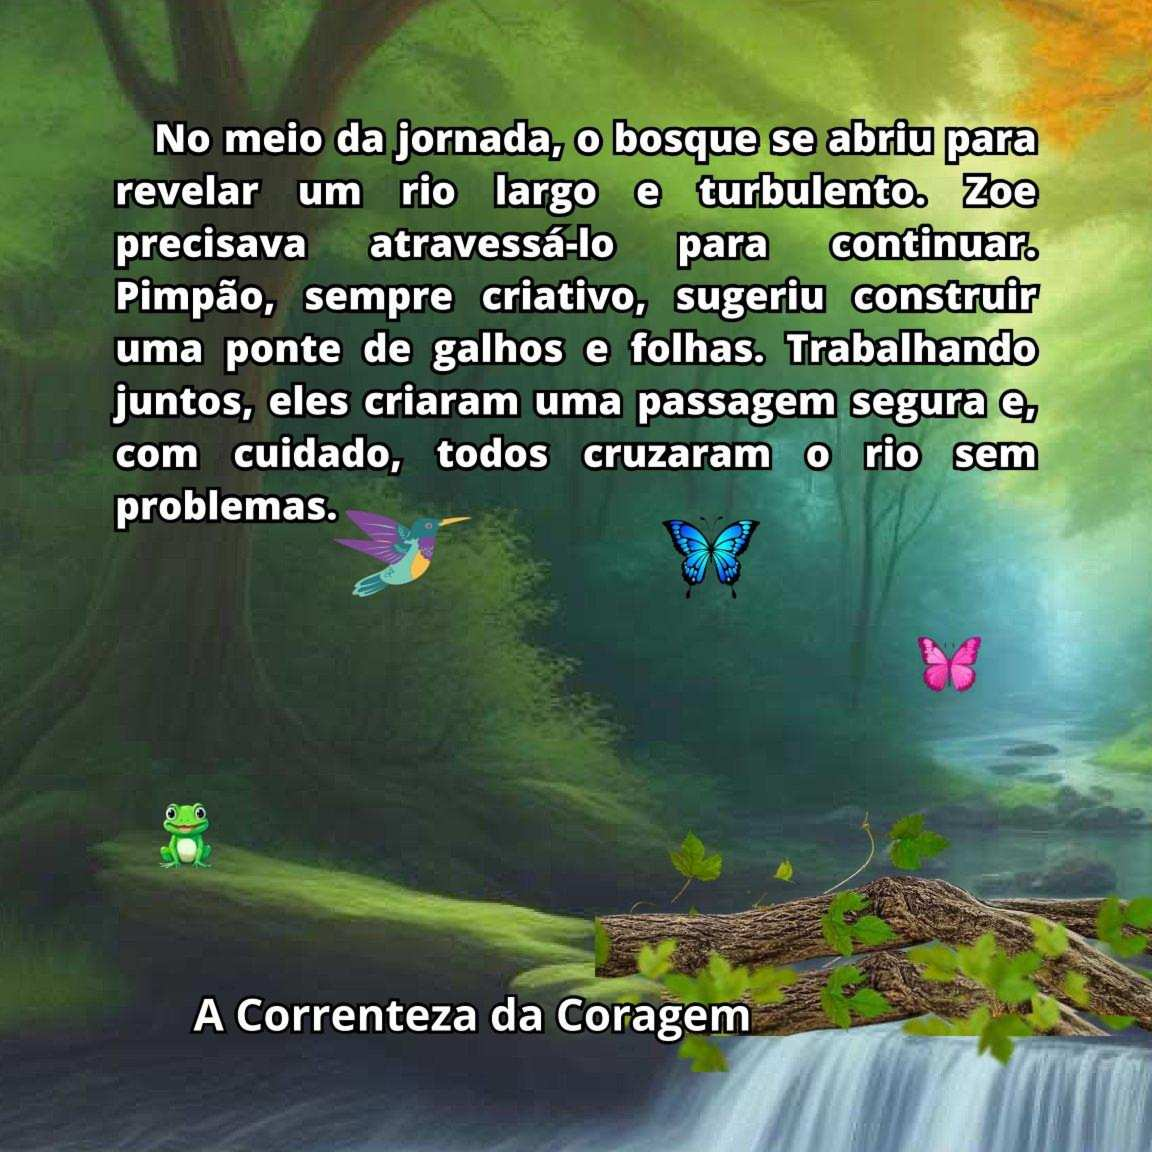 No meio da jornada, o bosque se abriu para
revelar um rio largo e turbulento. Zoe
precisava atravessá-lo para continuar.
Pimpão, sempre criativo, sugeriu construir
uma ponte de galhos e folhas. Trabalhando
juntos, eles criaram uma passagem segura e,
com cuidado, todos cruzaram o rio sem
problemas.
A Correnteza da Coragem